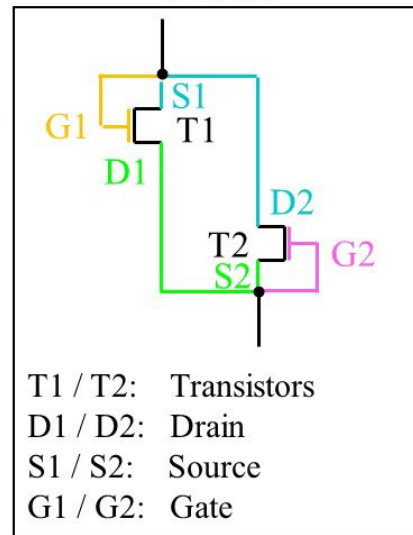 S1
G1
T1
D1
D2
T2
G2
S2
T1 / T2: Transistors
D1 / D2: Drain
S1 / S2: Source
G1 / G2: Gate